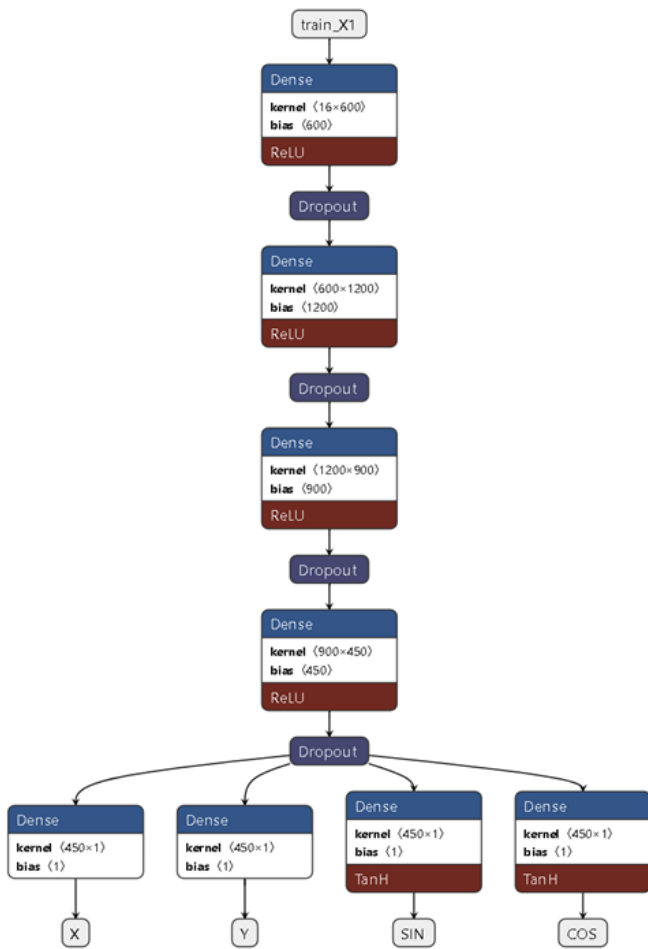 train_X1
Dense
kernel 〈16×600〉
bias 〈600〉
ReLU
Dropout
Dense
kernel 〈600×1200〉
bias 〈1200〉
ReLU
Dropout
Dense
kernel 〈1200×900〉
bias 〈900〉
ReLU
Dropout
Dense
kernel 〈900×450〉
bias 〈450〉
ReLU
Dropout
Dense Dense Dense Dense
kernel 〈450×1〉 kernel 〈450×1〉 kernel 〈450×1〉 kernel 〈450×1〉
bias 〈1〉 bias 〈1〉 bias 〈1〉 bias 〈1〉
TanH TanH
X Y SIN COS